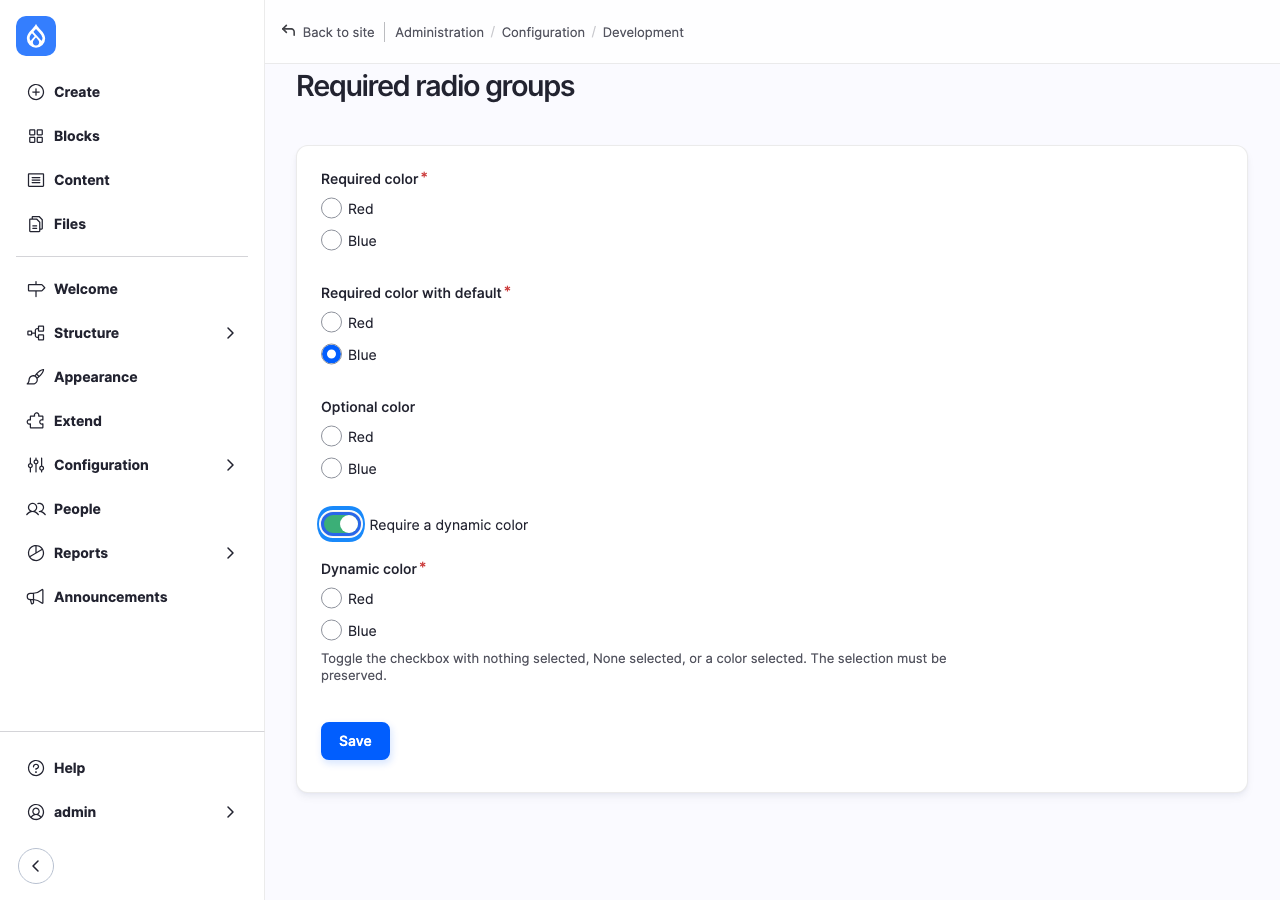 Back to site
Administration / Configuration / Development
Create
Blocks
Content
Files
Welcome
Structure
Appearance
Extend
Configuration
People
Reports
Announcements
Help
admin
Required radio groups
Required color*
Red
Blue
Required color with default*
Red
Blue
Optional color
Red
Blue
Require a dynamic color
Dynamic color*
Red
Blue
Toggle the checkbox with nothing selected, None selected, or a color selected. The selection must be
preserved.
Save